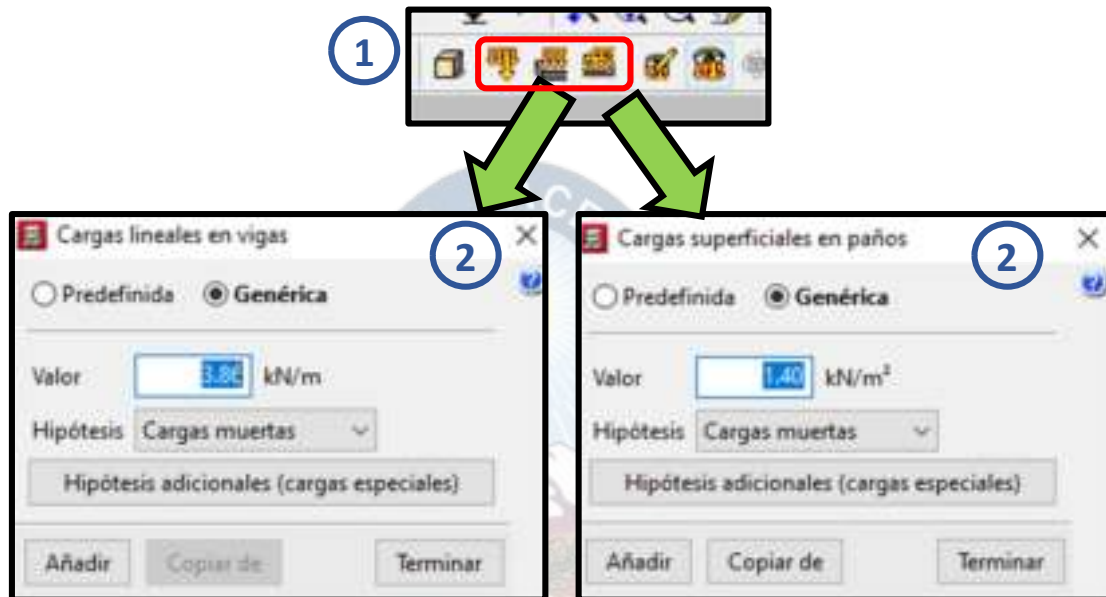 1
Cargas lineales en vigas
2
Predefinida Genérica
Valor kN/m
Hipótesis Cargas muertas
Hipótesis adicionales (cargas especiales)
Añadir Copiar de Terminar
Cargas superficiales en paños
2
Predefinida Genérica
Valor 1.40 kN/m²
Hipótesis Cargas muertas
Hipótesis adicionales (cargas especiales)
Añadir Copiar de Terminar